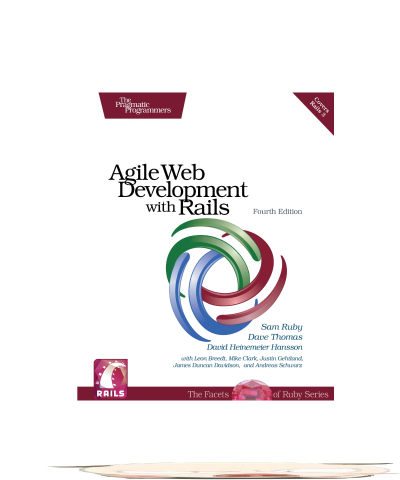 The
Pragmatic
Programmers
Covers
Rails 3
Agile Web
Development
with Rails
Fourth Edition
Sam Ruby
Dave Thomas
David Heinemeier Hansson
with Leon Breedt, Mike Clark, Justin Gehtland,
James Duncan Davidson, and Andreas Schwarz
RAILS
The Facets of Ruby Series